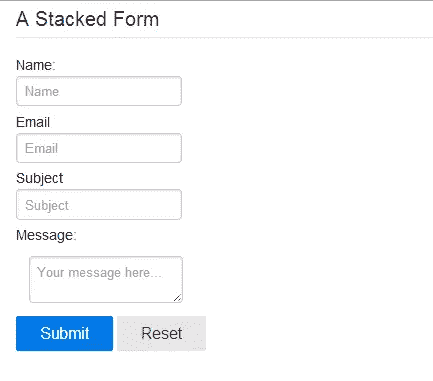 A Stacked Form
Name:
Name
Email
Email
Subject
Subject
Message:
Your message here...
Submit Reset